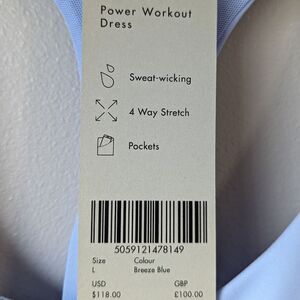 Power Workout
Dress
Sweat-wicking
4 Way Stretch
Pockets
5059121478149
Size Colour
L Breeze Blue
USD GBP
$118.00 £100.00